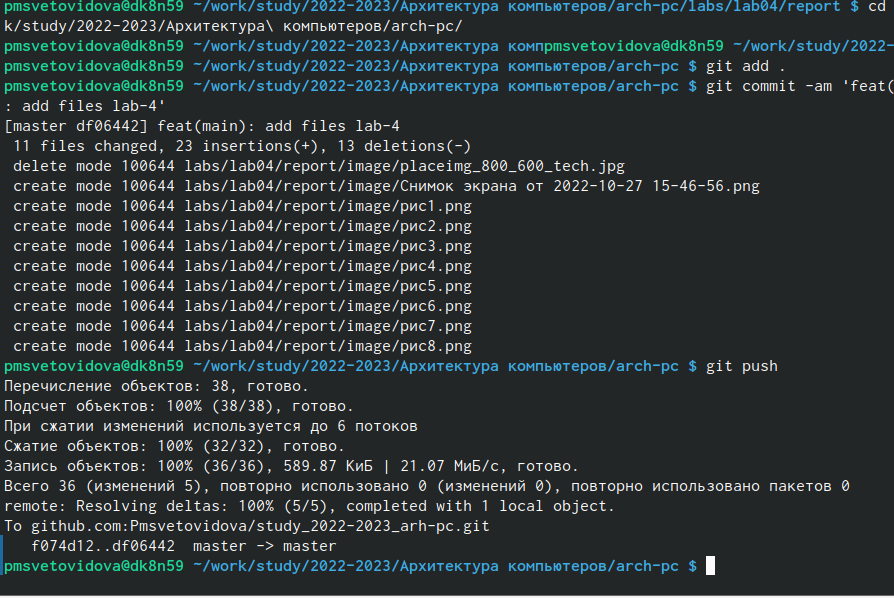 pmsvetovidova@dk8n59 ~/work/study/2022-2023/Архитектура компьютеров/arch-pc/labs/lab04/report $ cd
k/study/2022-2023/Архитектура\ компьютеров/arch-pc/
pmsvetovidova@dk8n59 ~/work/study/2022-2023/Архитектура компpmsvetovidova@dk8n59 ~/work/study/2022-
pmsvetovidova@dk8n59 ~/work/study/2022-2023/Архитектура компьютеров/arch-pc $ git add .
pmsvetovidova@dk8n59 ~/work/study/2022-2023/Архитектура компьютеров/arch-pc $ git commit -am 'feat(
: add files lab-4'
[master df06442] feat(main): add files lab-4
 11 files changed, 23 insertions(+), 13 deletions(-)
 delete mode 100644 labs/lab04/report/image/placeimg_800_600_tech.jpg
 create mode 100644 labs/lab04/report/image/Снимок экрана от 2022-10-27 15-46-56.png
 create mode 100644 labs/lab04/report/image/рис1.png
 create mode 100644 labs/lab04/report/image/рис2.png
 create mode 100644 labs/lab04/report/image/рис3.png
 create mode 100644 labs/lab04/report/image/рис4.png
 create mode 100644 labs/lab04/report/image/рис5.png
 create mode 100644 labs/lab04/report/image/рис6.png
 create mode 100644 labs/lab04/report/image/рис7.png
 create mode 100644 labs/lab04/report/image/рис8.png
pmsvetovidova@dk8n59 ~/work/study/2022-2023/Архитектура компьютеров/arch-pc $ git push
Перечисление объектов: 38, готово.
Подсчет объектов: 100% (38/38), готово.
При сжатии изменений используется до 6 потоков
Сжатие объектов: 100% (32/32), готово.
Запись объектов: 100% (36/36), 589.87 КиБ | 21.07 МиБ/с, готово.
Всего 36 (изменений 5), повторно использовано 0 (изменений 0), повторно использовано пакетов 0
remote: Resolving deltas: 100% (5/5), completed with 1 local object.
To github.com:Pmsvetovidova/study_2022-2023_arh-pc.git
   f074d12..df06442  master -> master
pmsvetovidova@dk8n59 ~/work/study/2022-2023/Архитектура компьютеров/arch-pc $